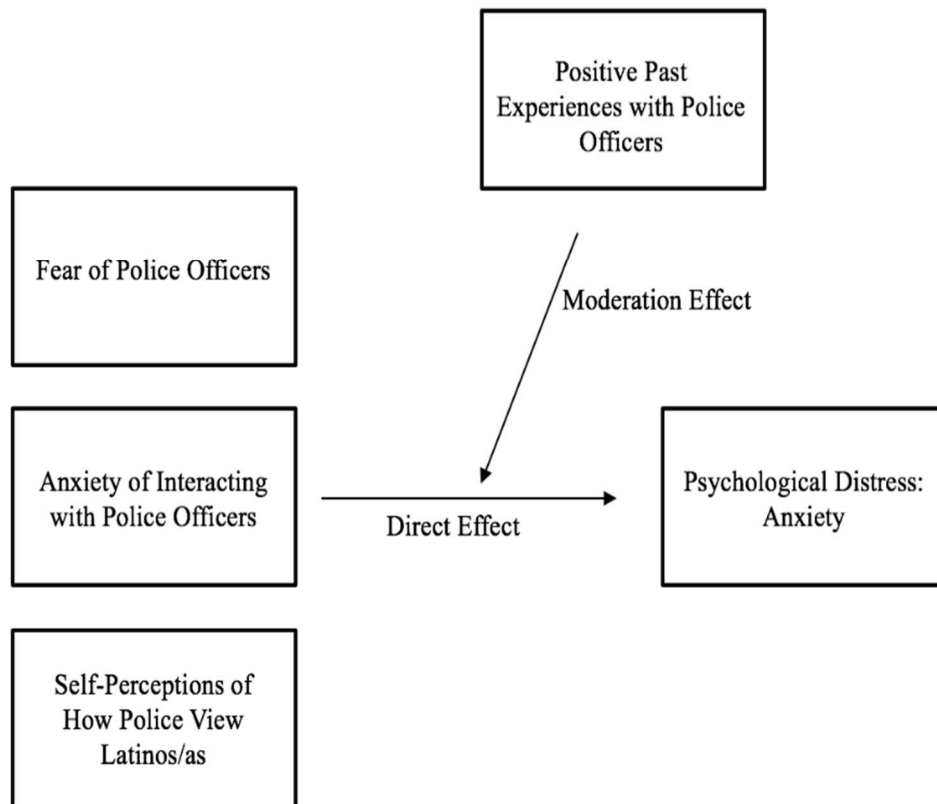 Positive Past
Experiences with Police
Officers
Fear of Police Officers
Moderation Effect
Anxiety of Interacting
with Police Officers
Direct Effect
Psychological Distress:
Anxiety
Self-Perceptions of
How Police View
Latinos/as